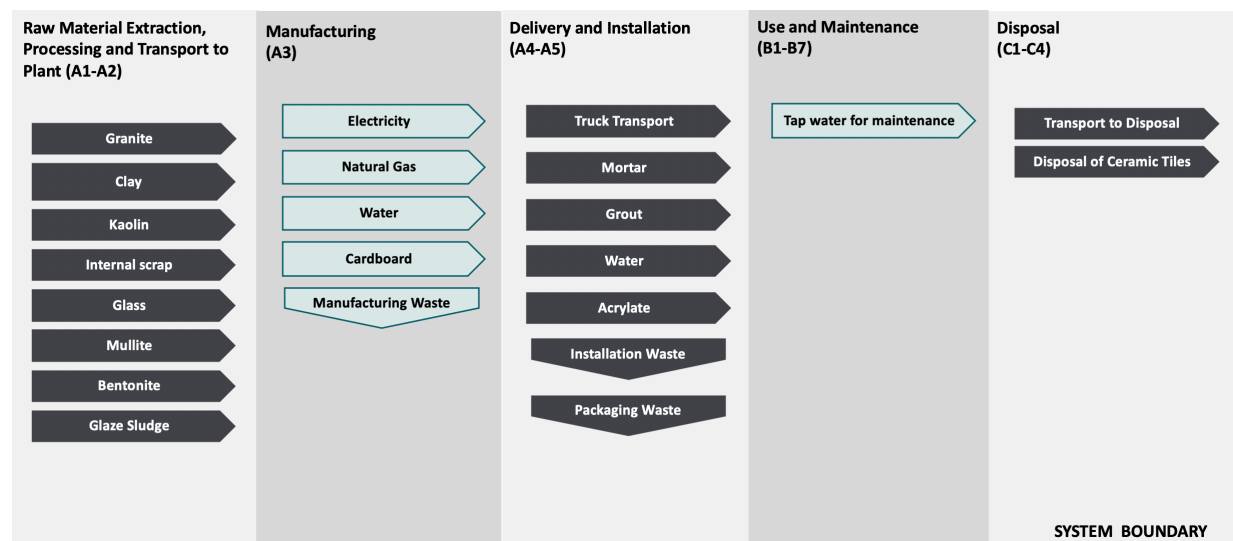 Raw Material Extraction,
Processing and Transport to
Plant (A1-A2)
Granite
Clay
Kaolin
Internal scrap
Glass
Mullite
Bentonite
Glaze Sludge
Manufacturing
(A3)
Electricity
Natural Gas
Water
Cardboard
Manufacturing Waste
Delivery and Installation
(A4-A5)
Truck Transport
Mortar
Grout
Water
Acrylate
Installation Waste
Packaging Waste
Use and Maintenance
(B1-B7)
Tap water for maintenance
Disposal
(C1-C4)
Transport to Disposal
Disposal of Ceramic Tiles
SYSTEM BOUNDARY